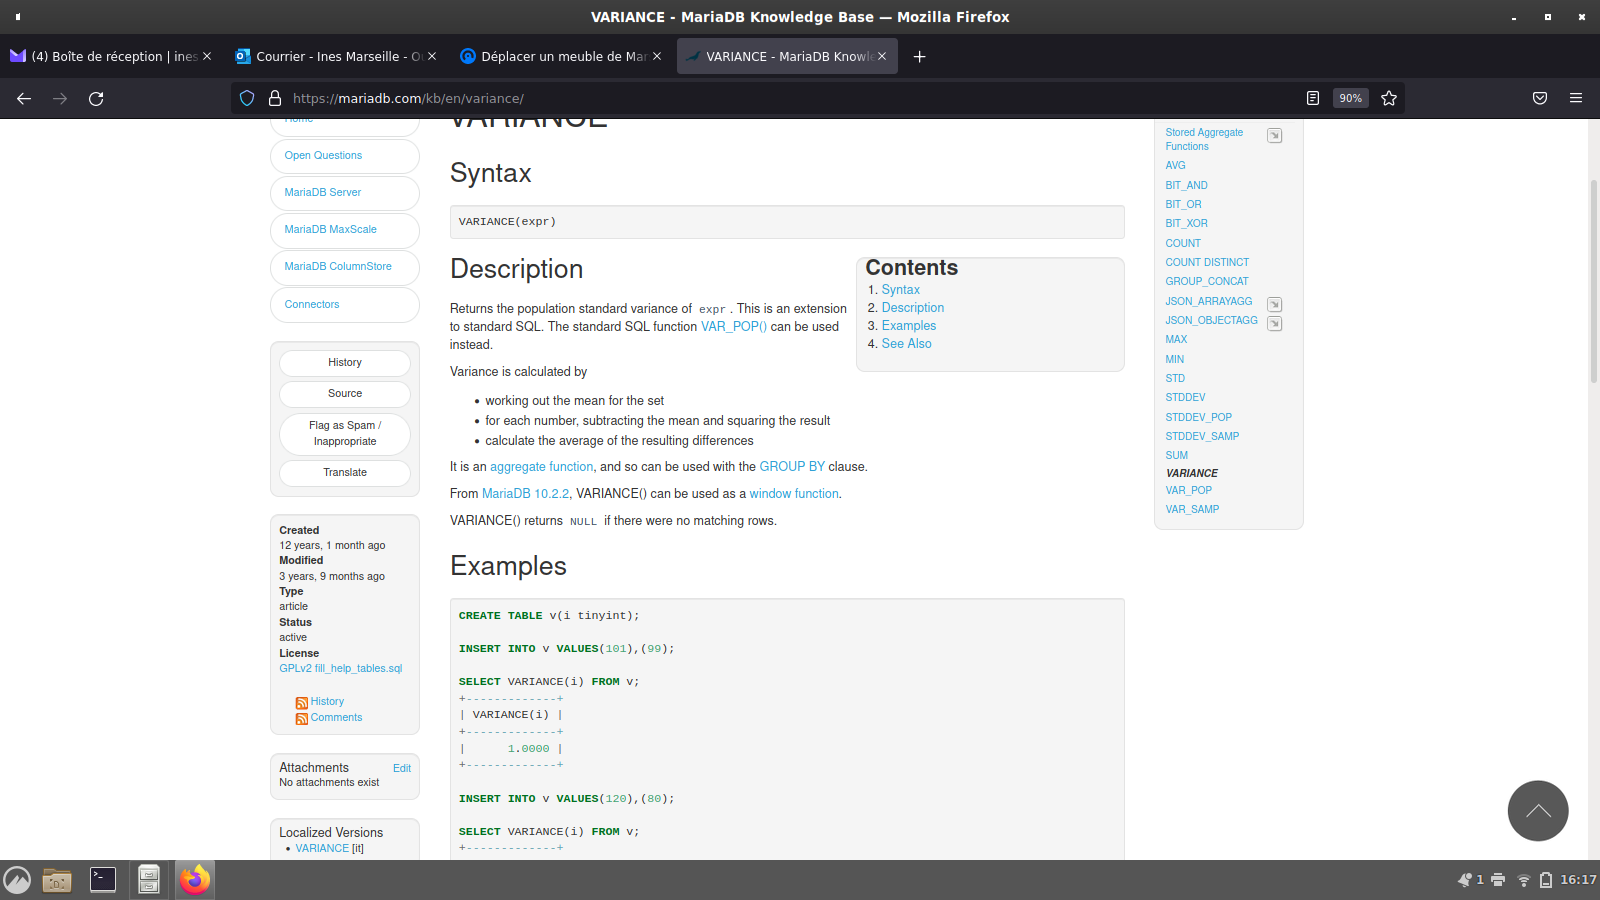 VARIANCE - MariaDB Knowledge Base — Mozilla Firefox
(4) Boîte de réception | ines
Courrier - Ines Marseille - O
Déplacer un meuble de Mar
VARIANCE - MariaDB Knowle
https://mariadb.com/kb/en/variance/
90%
Home
Open Questions
MariaDB Server
MariaDB MaxScale
MariaDB ColumnStore
Connectors
History
Source
Flag as Spam /
Inappropriate
Translate
Created
12 years, 1 month ago
Modified
3 years, 9 months ago
Type
article
Status
active
License
GPLv2 fill_help_tables.sql
History
Comments
Attachments Edit
No attachments exist
Localized Versions
• VARIANCE [it]
VARIANCE
Syntax
VARIANCE(expr)
Description
Returns the population standard variance of expr. This is an extension
to standard SQL. The standard SQL function VAR_POP() can be used
instead.
Contents
1. Syntax
2. Description
3. Examples
4. See Also
Variance is calculated by
• working out the mean for the set
• for each number, subtracting the mean and squaring the result
• calculate the average of the resulting differences
It is an aggregate function, and so can be used with the GROUP BY clause.
From MariaDB 10.2.2, VARIANCE() can be used as a window function.
VARIANCE() returns NULL if there were no matching rows.
Examples
CREATE TABLE v(i tinyint);
INSERT INTO v VALUES(101),(99);
SELECT VARIANCE(i) FROM v;
+-------------+
| VARIANCE(i) |
+-------------+
|      1.0000 |
+-------------+
INSERT INTO v VALUES(120),(80);
SELECT VARIANCE(i) FROM v;
+-------------+
Stored Aggregate
Functions
AVG
BIT_AND
BIT_OR
BIT_XOR
COUNT
COUNT DISTINCT
GROUP_CONCAT
JSON_ARRAYAGG
JSON_OBJECTAGG
MAX
MIN
STD
STDDEV
STDDEV_POP
STDDEV_SAMP
SUM
VARIANCE
VAR_POP
VAR_SAMP
1
16:17